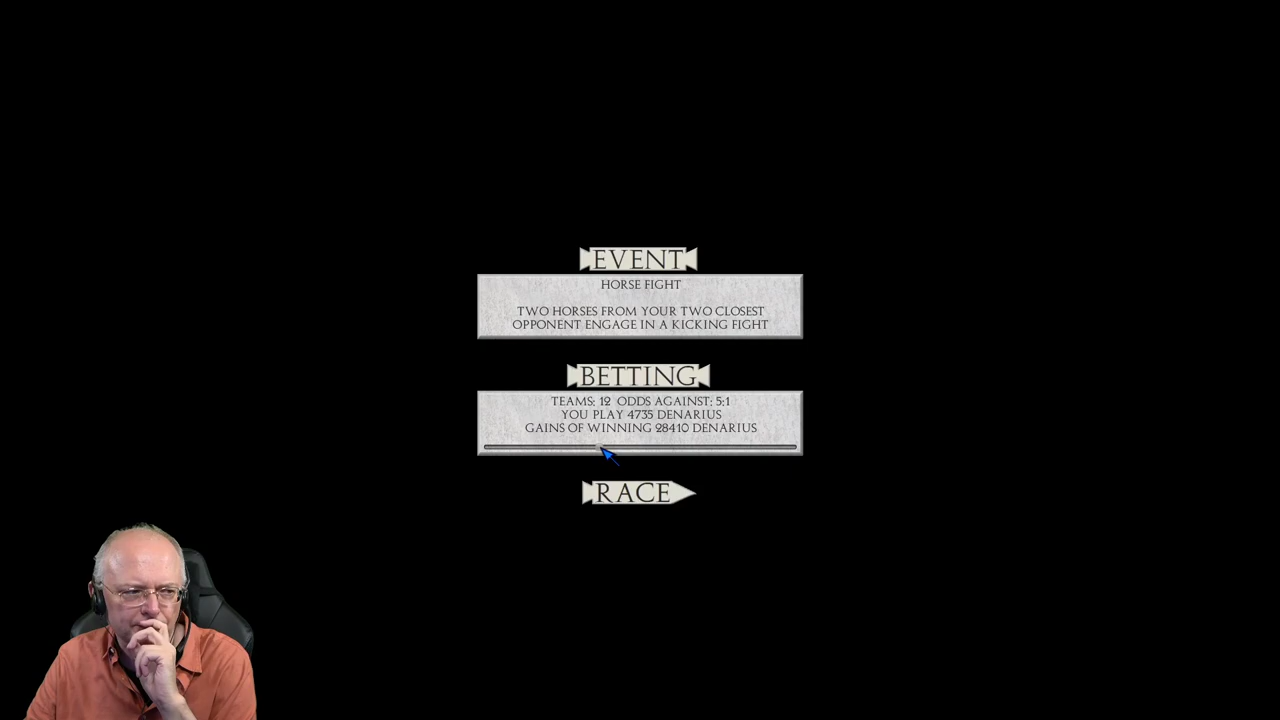 EVENT
HORSE FIGHT
TWO HORSES FROM YOUR TWO CLOSEST
OPPONENT ENGAGE IN A KICKING FIGHT
BETTING
TEAMS: 12 ODDS AGAINST: 5:1
YOU PLAY 4735 DENARIUS
GAINS OF WINNING 28410 DENARIUS
RACE